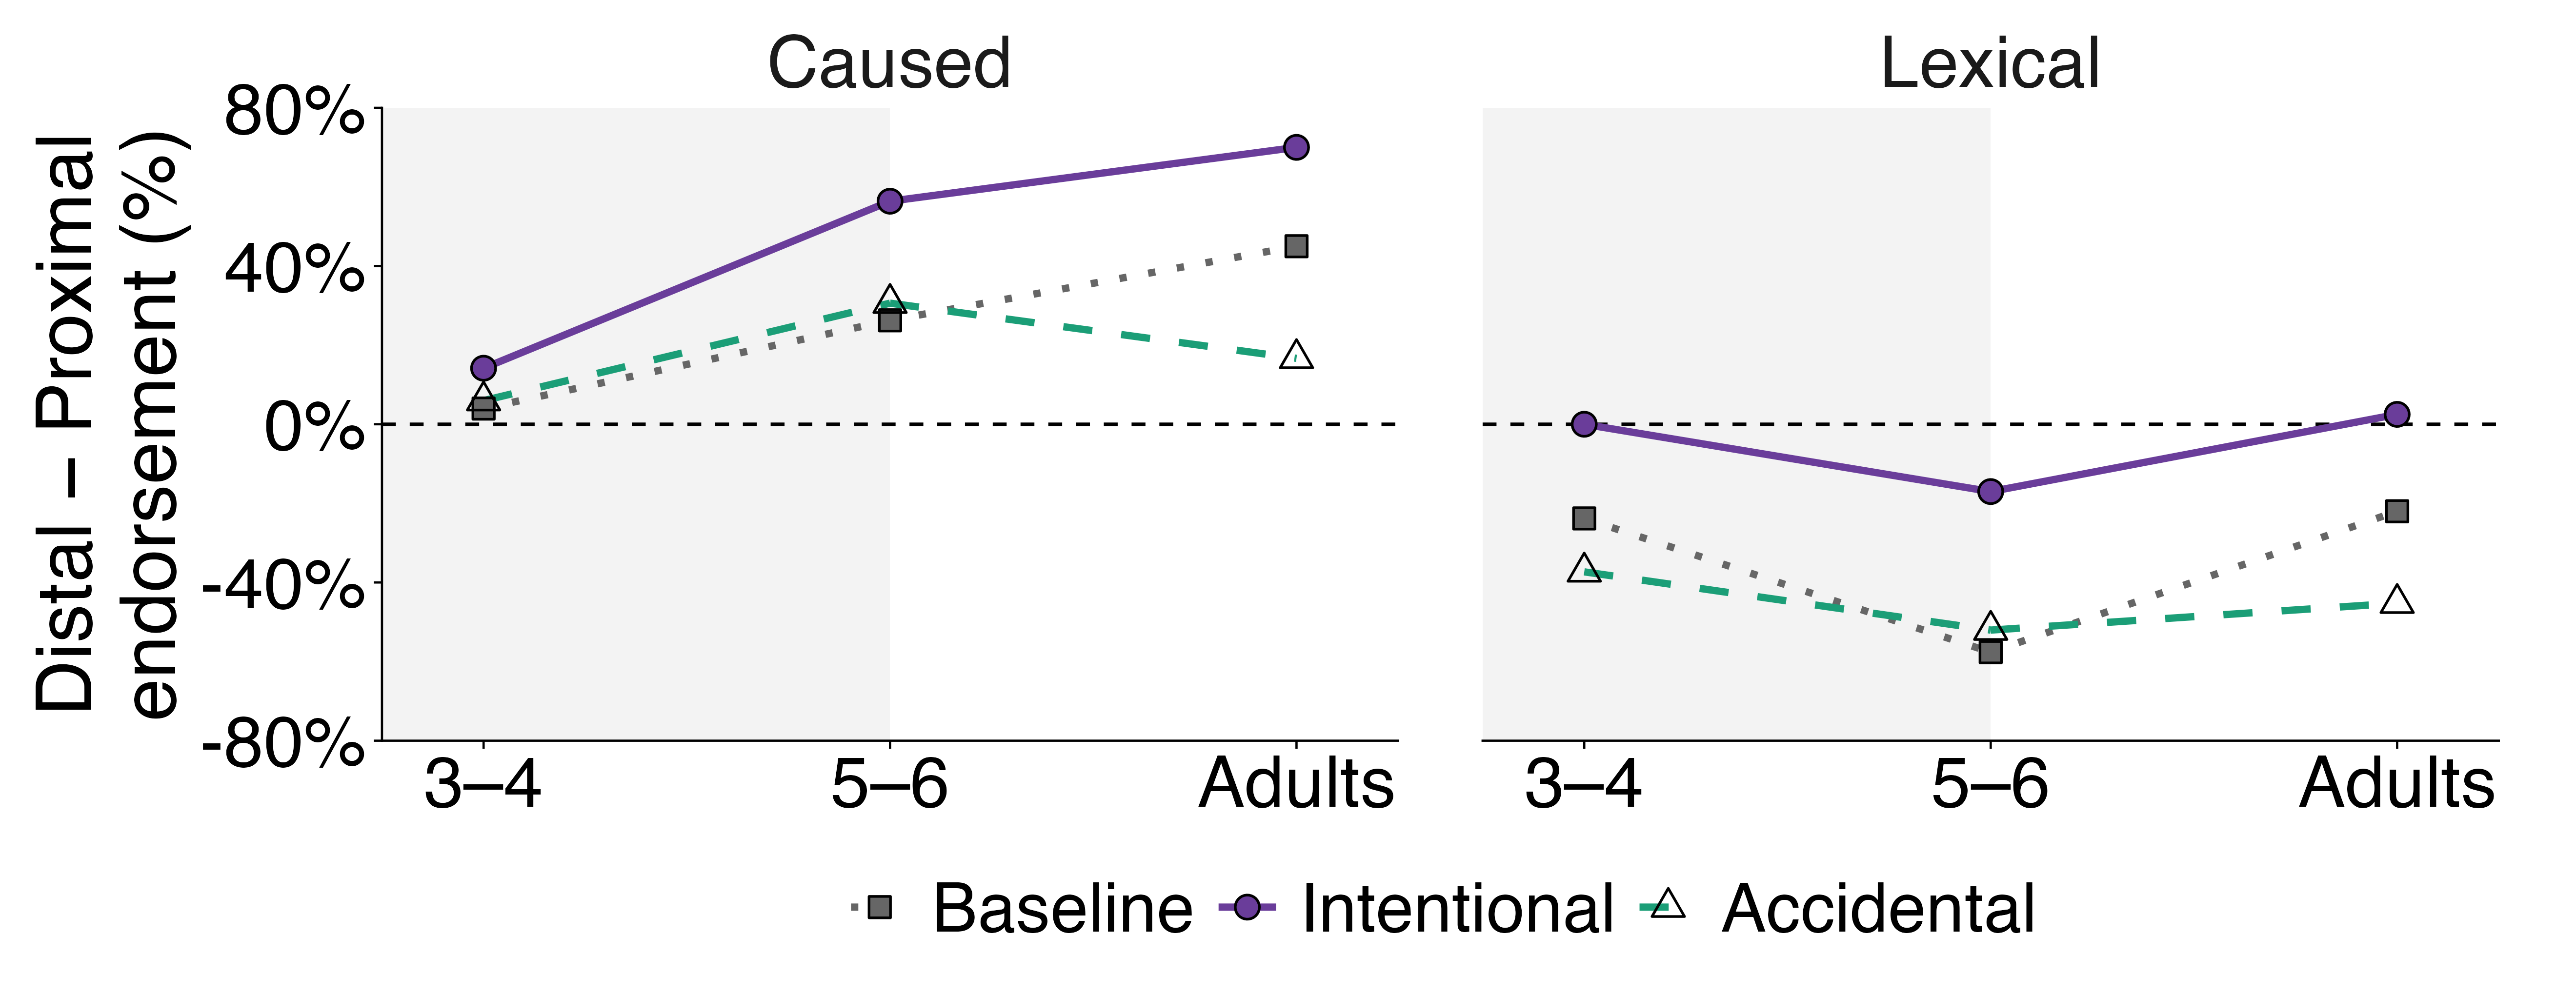 Caused
Lexical
Distal – Proximal
endorsement (%)
80%
40%
0%
-40%
-80%
3–4
5–6
Adults
3–4
5–6
Adults
Baseline
Intentional
Accidental